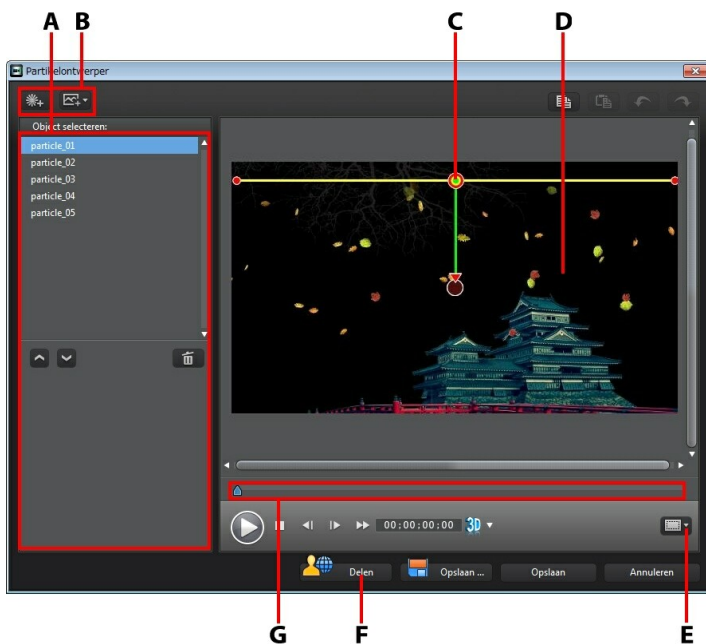 A B C D
Partikelontwerper
Object selecteren:
particle_01
particle_02
particle_03
particle_04
particle_05
00:00:00:00 3D
Delen Opslaan ... Opslaan Annuleren
G F E